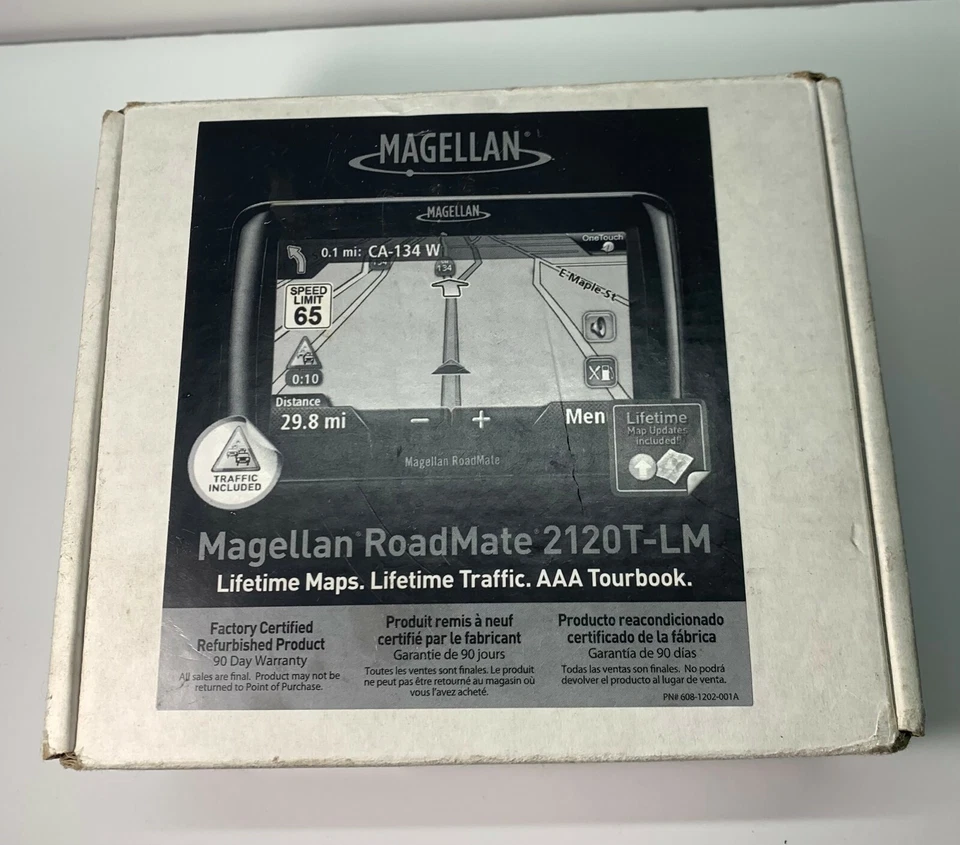 MAGELLAN®
MAGELLAN
0.1 mi: CA-134 W
OneTouch
134
134
E Maple St
SPEED
LIMIT
65
0:10
Distance
29.8 mi
− +
Men
Lifetime
Map Updates
Included!
Magellan RoadMate
TRAFFIC
INCLUDED
Magellan® RoadMate® 2120T-LM
Lifetime Maps. Lifetime Traffic. AAA Tourbook.
Factory Certified
Refurbished Product
90 Day Warranty
All sales are final. Product may not be
returned to Point of Purchase.
Produit remis à neuf
certifié par le fabricant
Garantie de 90 jours
Toutes les ventes sont finales. Le produit
ne peut pas être retourné au magasin où
vous l'avez acheté.
Producto reacondicionado
certificado de la fábrica
Garantía de 90 días
Todas las ventas son finales. No podrá
devolver el producto al lugar de venta.
PN# 608-1202-001A